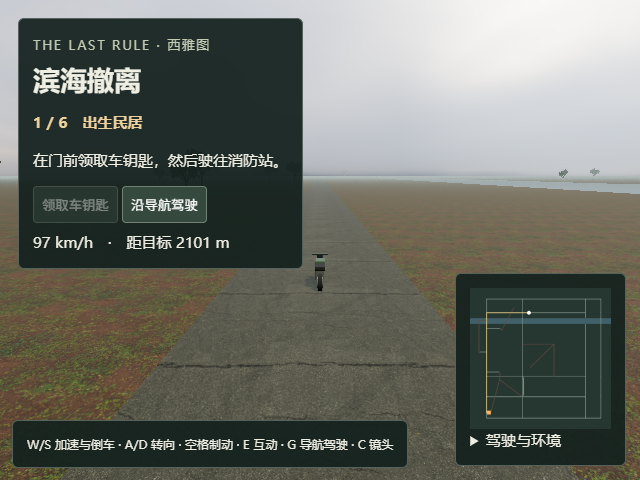 THE LAST RULE · 西雅图
滨海撤离
1 / 6 出生民居
在门前领取车钥匙，然后驶往消防站。
领取车钥匙 沿导航驾驶
97 km/h · 距目标 2101 m
▶ 驾驶与环境
W/S 加速与倒车 · A/D 转向 · 空格制动 · E 互动 · G 导航驾驶 · C 镜头